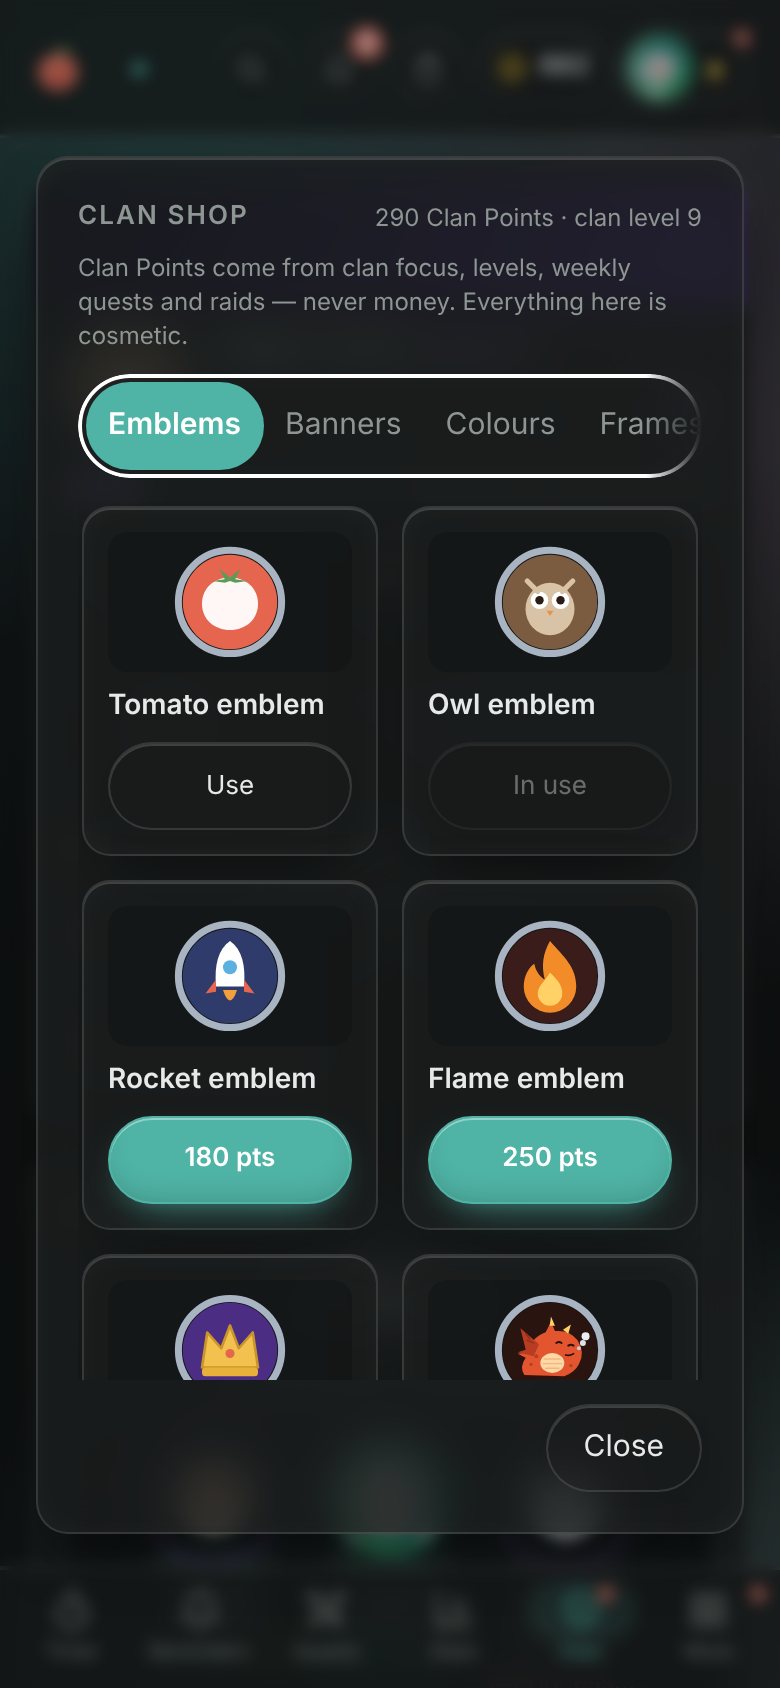 CLAN SHOP
290 Clan Points · clan level 9
Clan Points come from clan focus, levels, weekly
quests and raids — never money. Everything here is
cosmetic.
Emblems Banners Colours Frames
Tomato emblem
Owl emblem
Use
In use
Rocket emblem
Flame emblem
180 pts
250 pts
Close